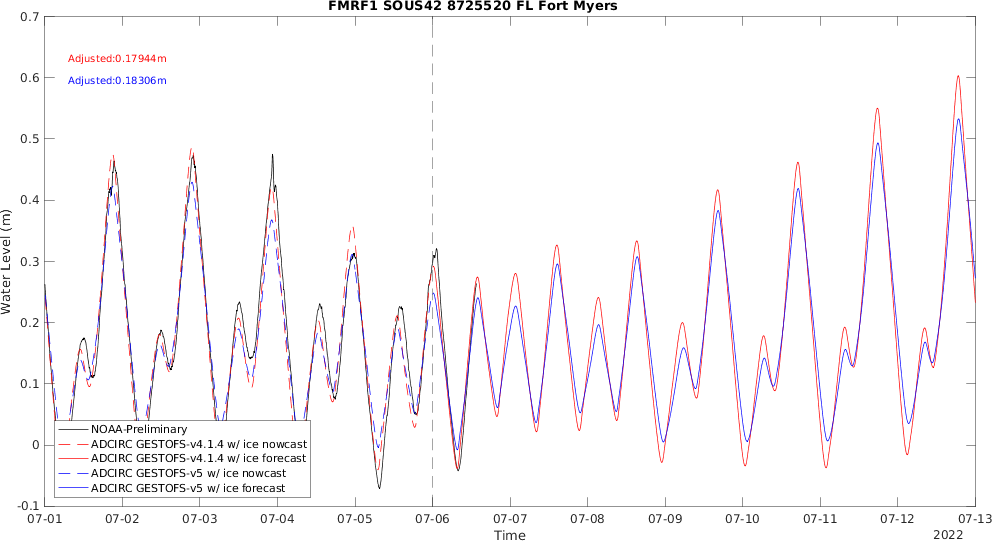 FMRF1 SOUS42 8725520 FL Fort Myers
Adjusted:0.17944m
Adjusted:0.18306m
Water Level (m)
0.7
0.6
0.5
0.4
0.3
0.2
0.1
0
-0.1
NOAA-Preliminary
ADCIRC GESTOFS-v4.1.4 w/ ice nowcast
ADCIRC GESTOFS-v4.1.4 w/ ice forecast
ADCIRC GESTOFS-v5 w/ ice nowcast
ADCIRC GESTOFS-v5 w/ ice forecast
07-01 07-02 07-03 07-04 07-05 07-06 07-07 07-08 07-09 07-10 07-11 07-12 07-13
Time
2022